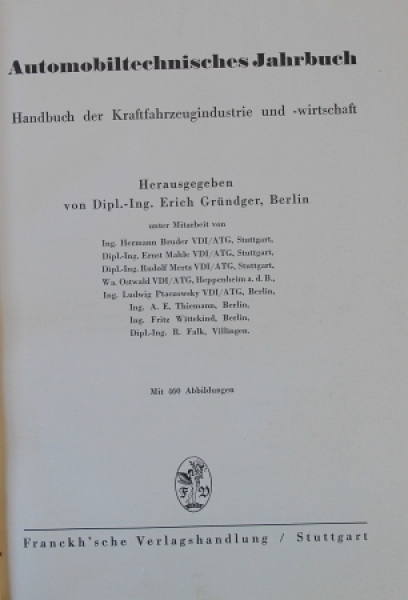 Automobiltechnisches Jahrbuch
Handbuch der Kraftfahrzeugindustrie und -wirtschaft
Herausgegeben
von Dipl.-Ing. Erich Gründger, Berlin
unter Mitarbeit von
Ing. Hermann Bruder VDI/ATG, Stuttgart,
Dipl.-Ing. Ernst Mahle VDI/ATG, Stuttgart,
Dipl.-Ing. Rudolf Mertz VDI/ATG, Stuttgart,
Wa. Ostwald VDI/ATG, Heppenheim a. d. B.,
Ing. Ludwig Ptaczowsky VDI/ATG, Berlin,
Ing. A. E. Thiemann, Berlin,
Ing. Fritz Wittekind, Berlin,
Dipl.-Ing. R. Falk, Villingen.
Mit 460 Abbildungen
F V
Franckh'sche Verlagshandlung / Stuttgart